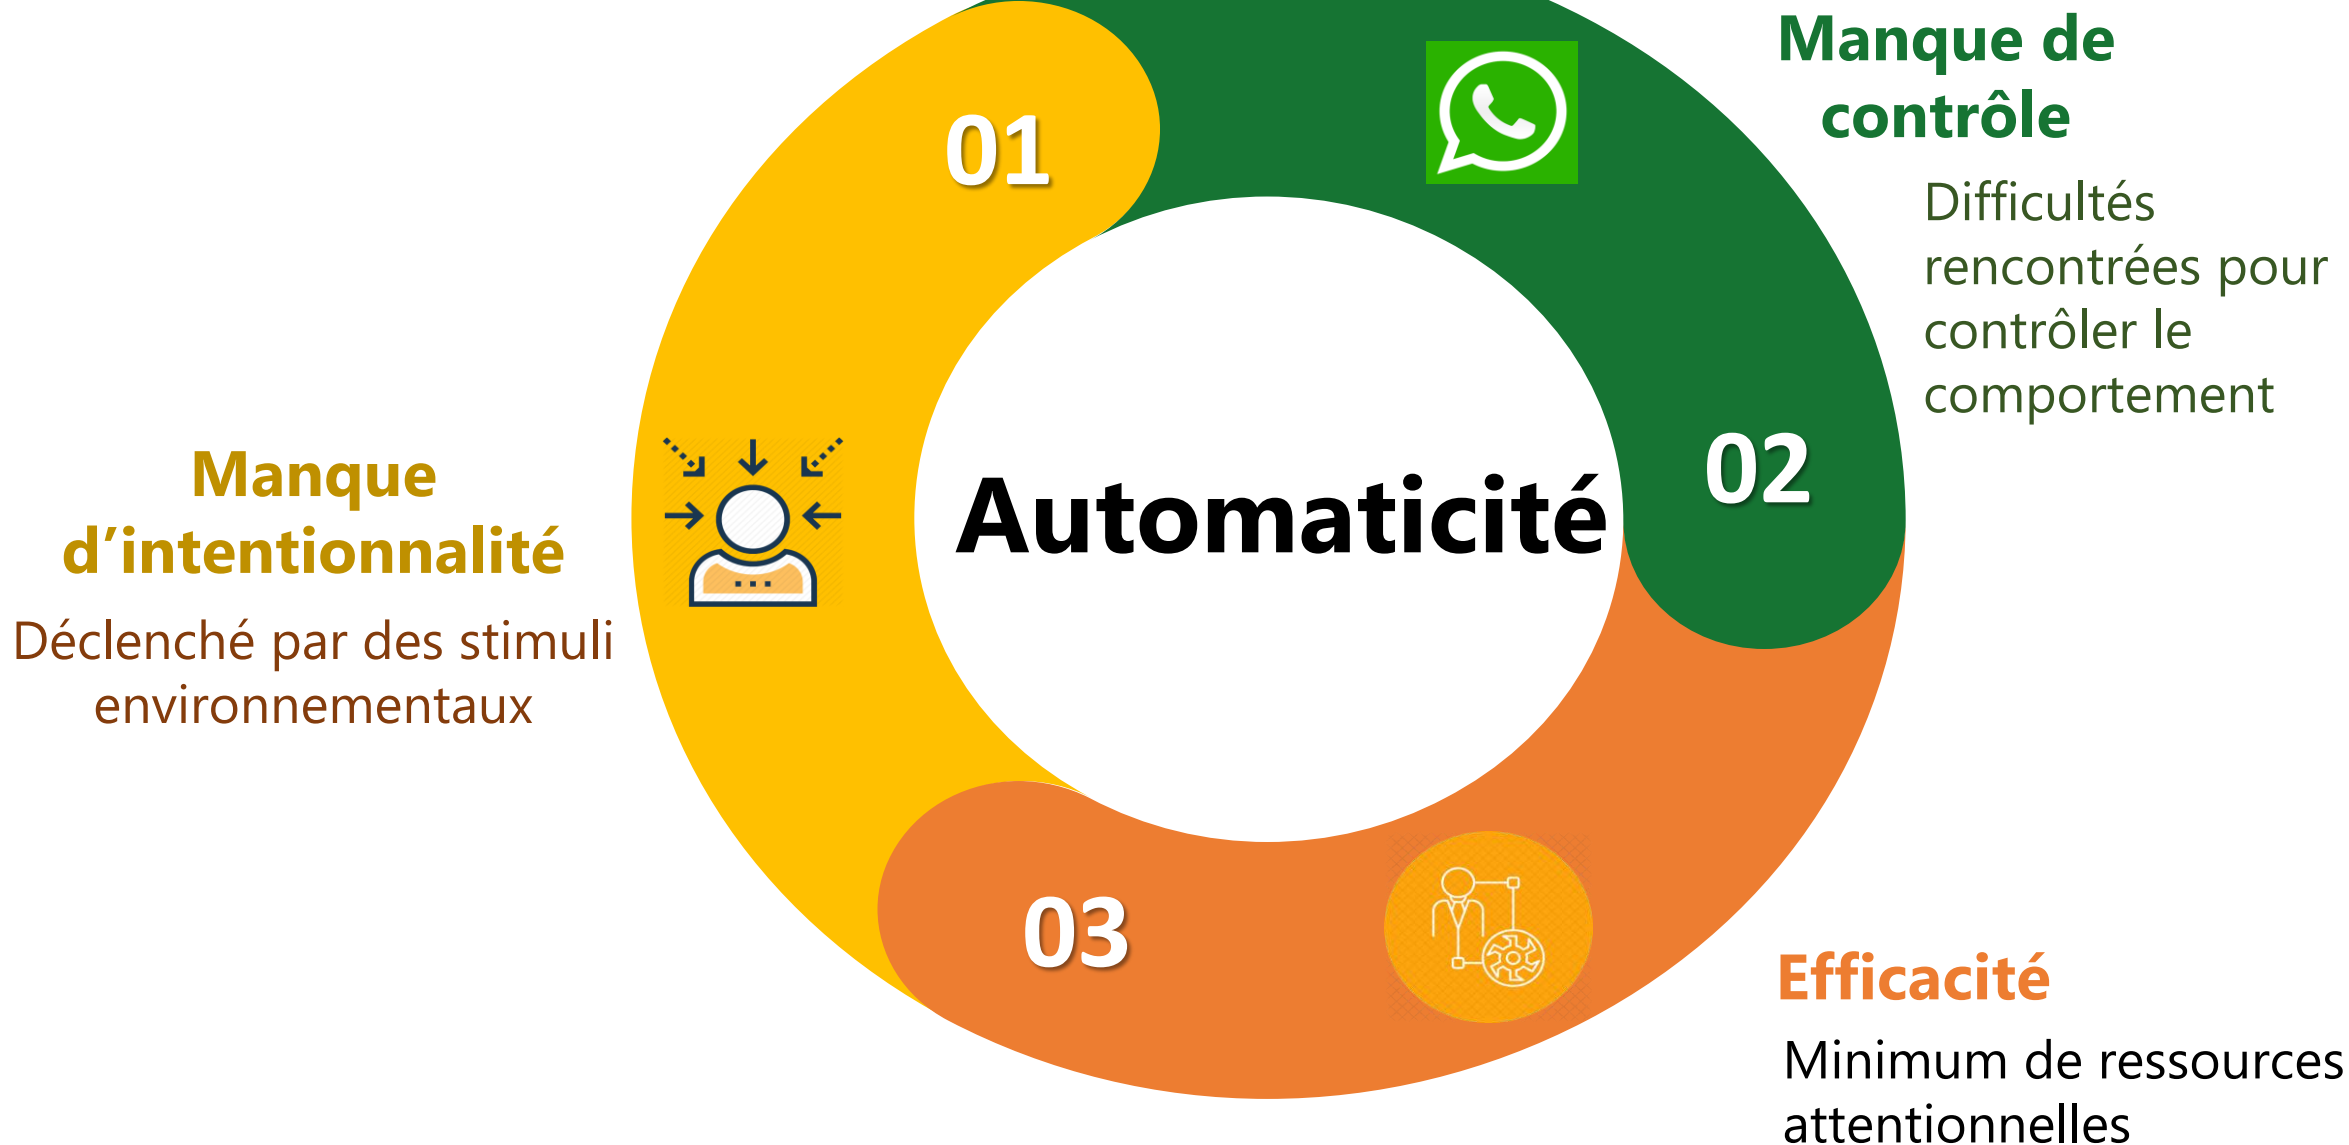 01
Manque
d’intentionnalité
Déclenché par des stimuli
environnementaux
Automaticité
02
Manque de
contrôle
Difficultés
rencontrées pour
contrôler le
comportement
03
Efficacité
Minimum de ressources
attentionnelles